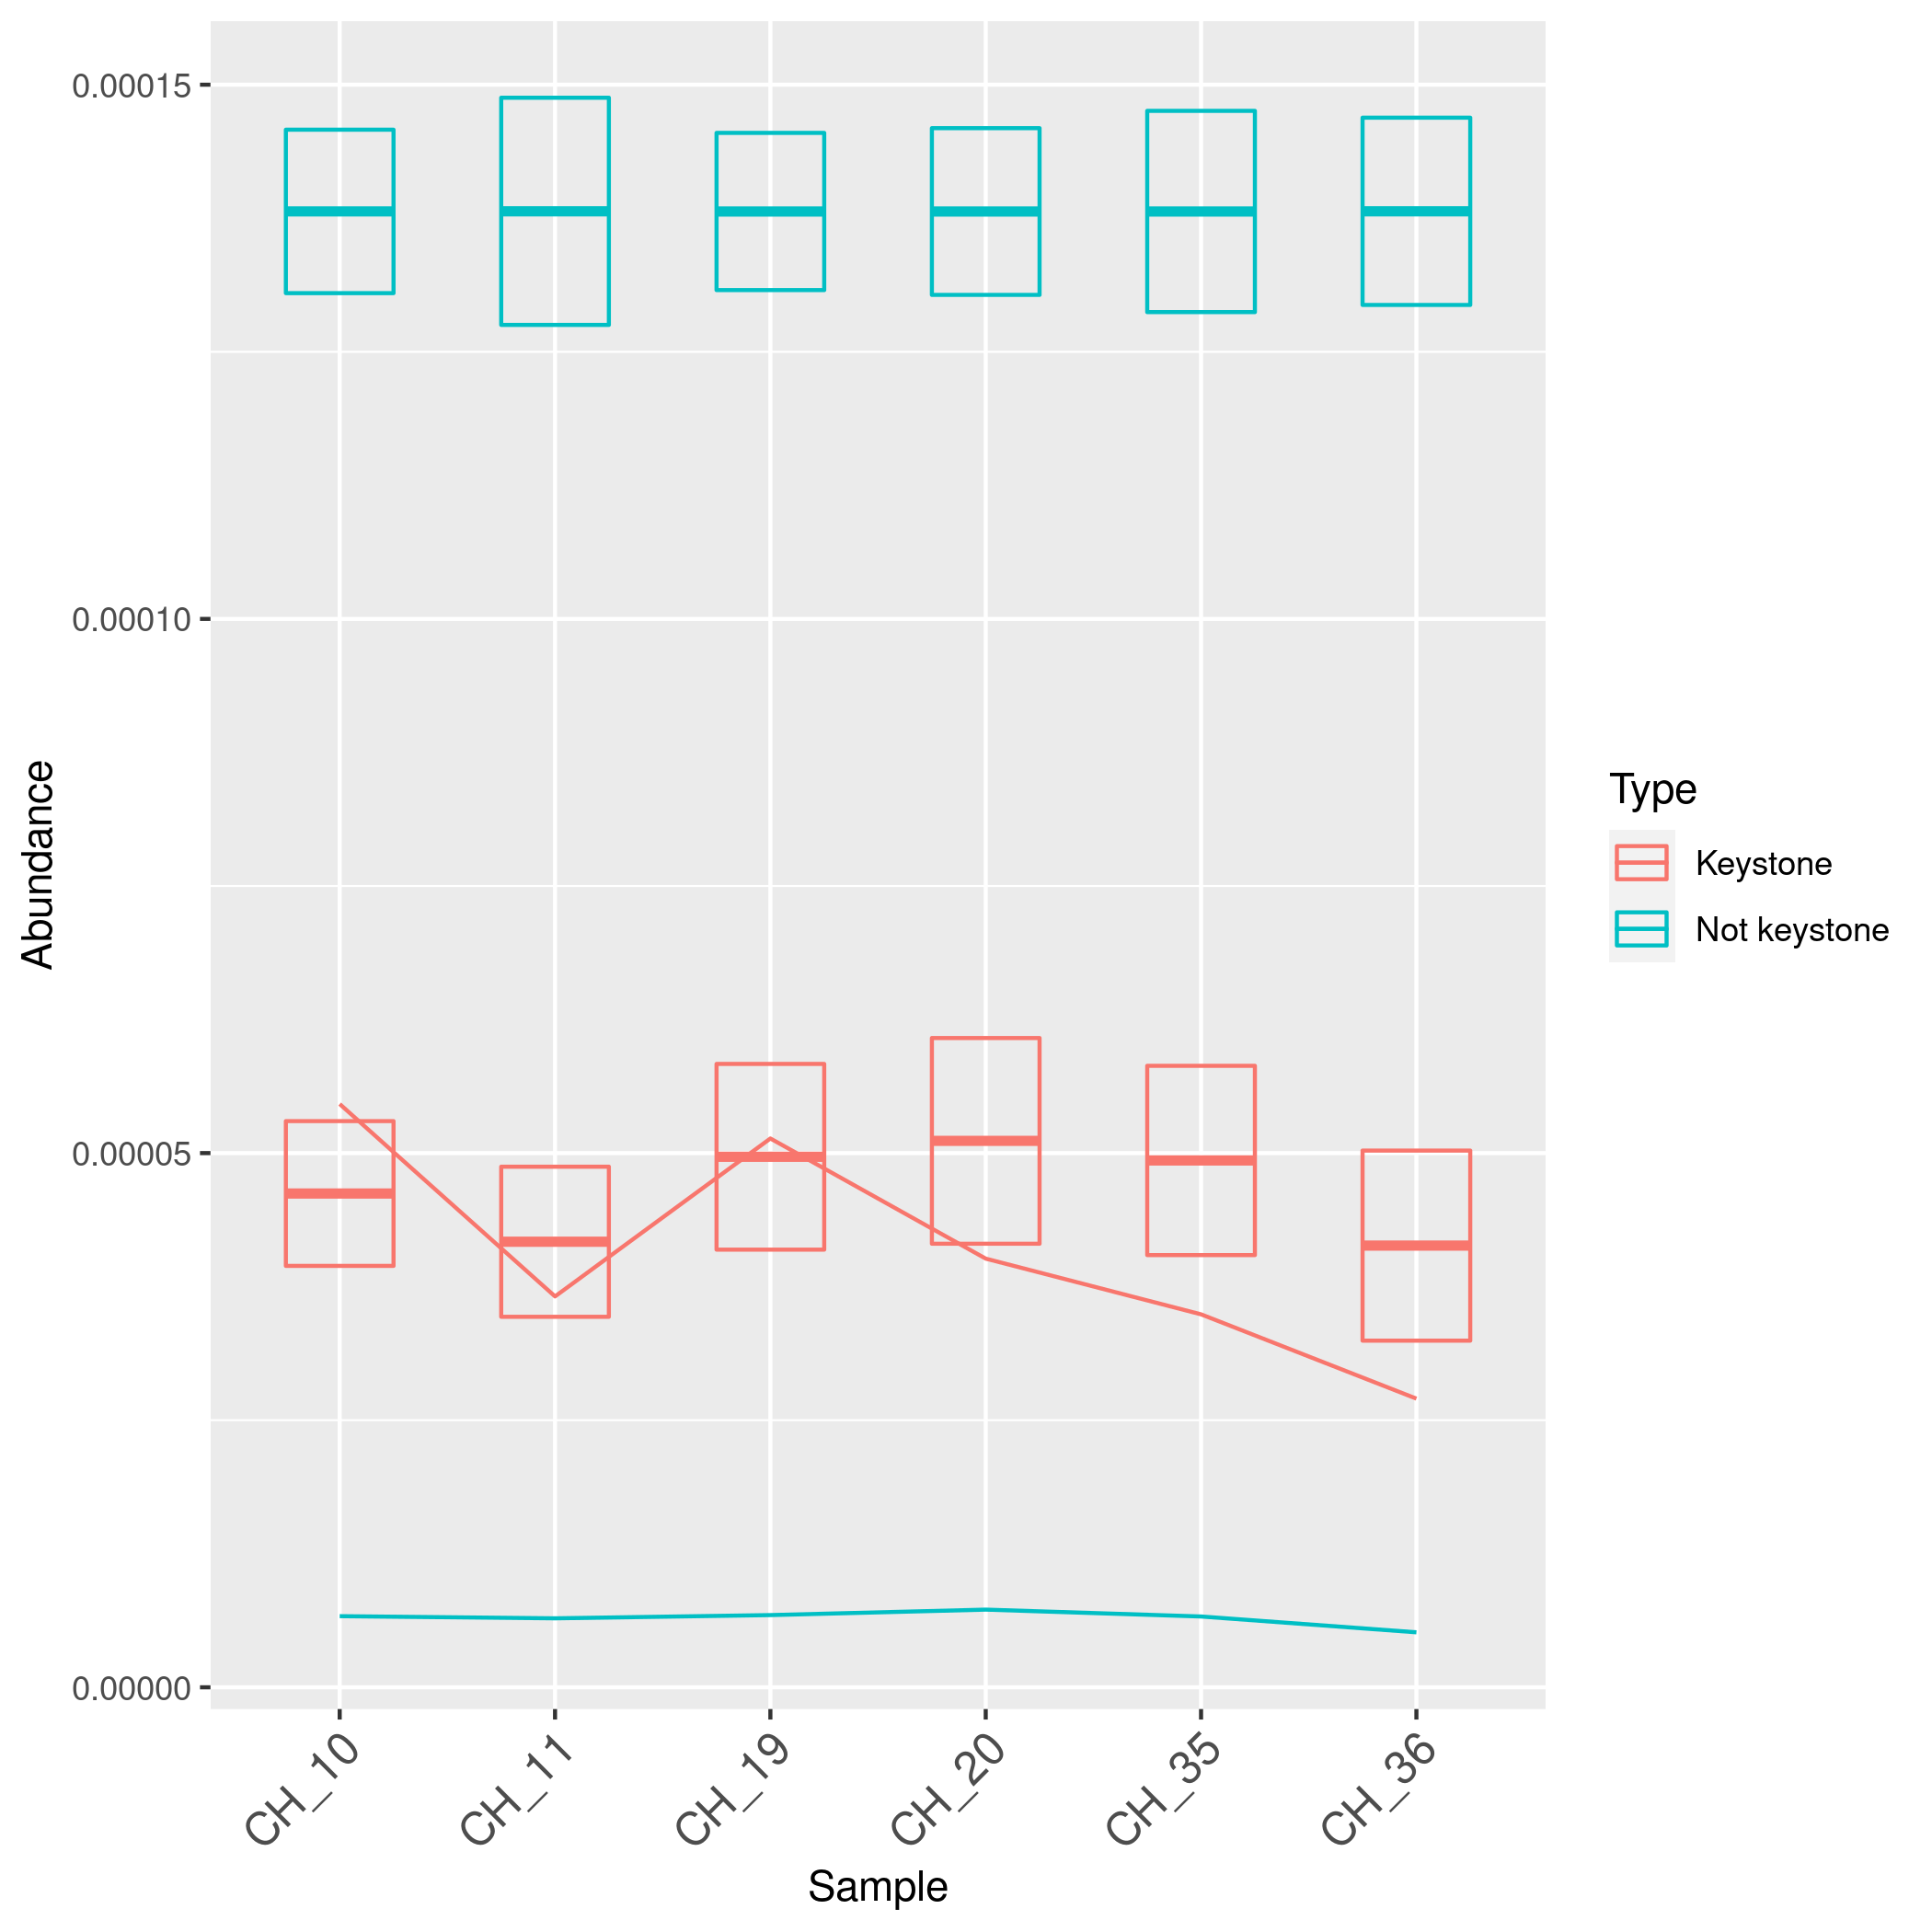 0.00015
0.00010
0.00005
0.00000
Abundance
CH_10
CH_11
CH_19
CH_20
CH_35
CH_36
Sample
Type
Keystone
Not keystone